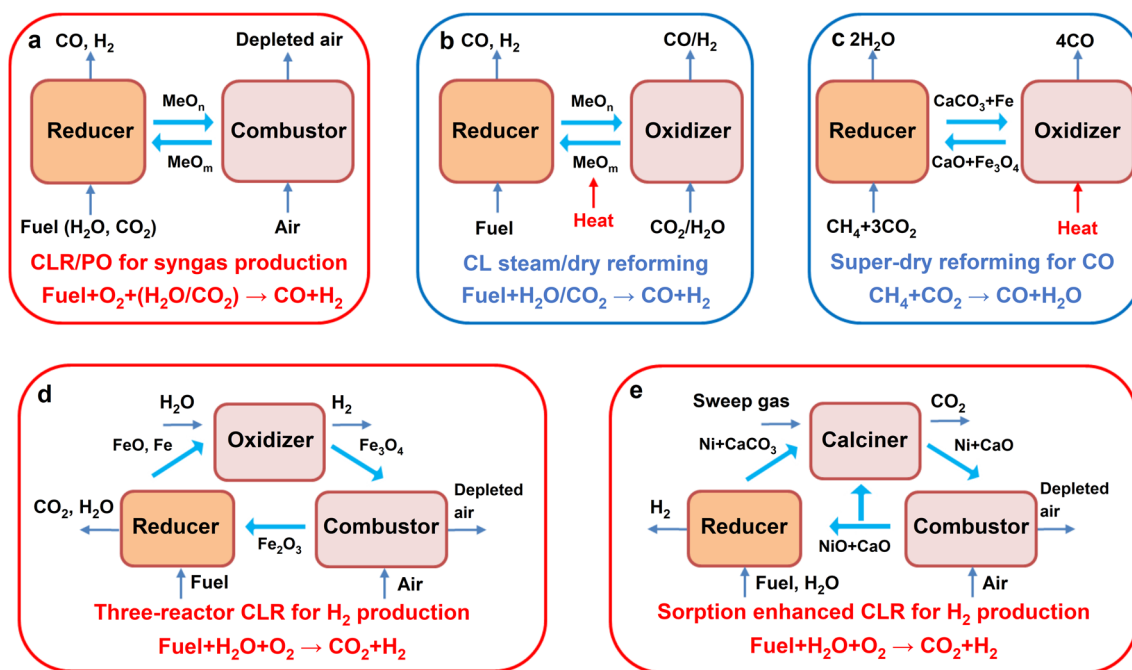 a
CO, H₂
Depleted air
Reducer
MeOₙ
MeOₘ
Combustor
Fuel (H₂O, CO₂)
Air
CLR/PO for syngas production
Fuel+O₂+(H₂O/CO₂) → CO+H₂
b
CO, H₂
CO/H₂
Reducer
MeOₙ
MeOₘ
Oxidizer
Heat
Fuel
CO₂/H₂O
CL steam/dry reforming
Fuel+H₂O/CO₂ → CO+H₂
c
2H₂O
4CO
Reducer
CaCO₃+Fe
CaO+Fe₃O₄
Oxidizer
CH₄+3CO₂
Heat
Super-dry reforming for CO
CH₄+CO₂ → CO+H₂O
d
H₂O
H₂
Oxidizer
FeO, Fe
Fe₃O₄
CO₂, H₂O
Reducer
Fe₂O₃
Combustor
Depleted
air
Fuel
Air
Three-reactor CLR for H₂ production
Fuel+H₂O+O₂ → CO₂+H₂
e
Sweep gas
CO₂
Calciner
Ni+CaCO₃
Ni+CaO
H₂
Reducer
NiO+CaO
Combustor
Depleted
air
Fuel, H₂O
Air
Sorption enhanced CLR for H₂ production
Fuel+H₂O+O₂ → CO₂+H₂